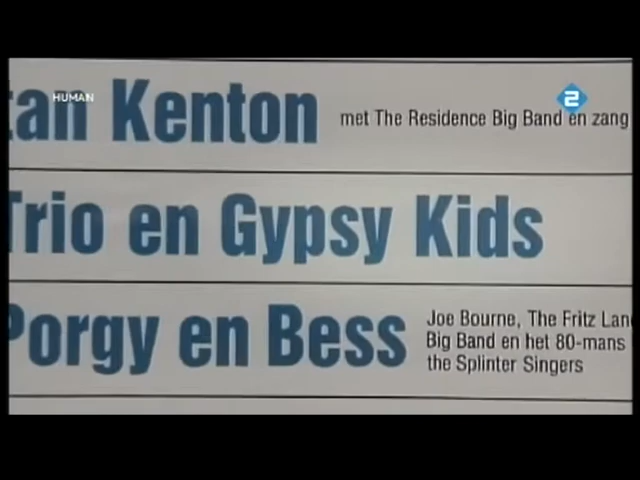 HUMAN
2
tan Kenton met The Residence Big Band en zang
Trio en Gypsy Kids
Porgy en Bess
Joe Bourne, The Fritz Lan
Big Band en het 80-mans
the Splinter Singers